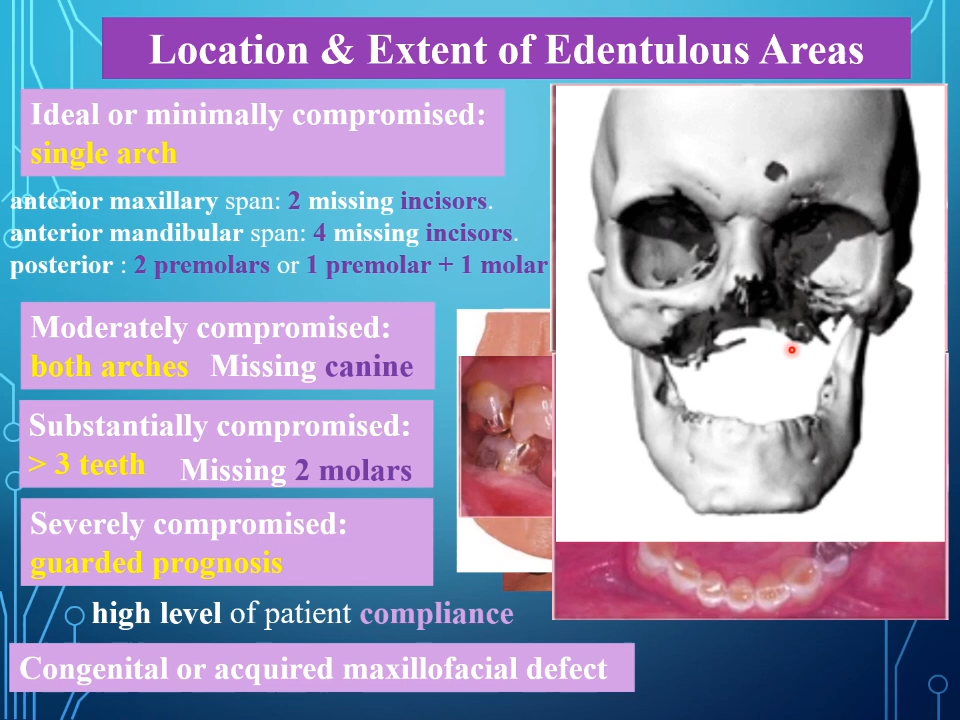 Location & Extent of Edentulous Areas
Ideal or minimally compromised:
single arch
anterior maxillary span: 2 missing incisors.
anterior mandibular span: 4 missing incisors.
posterior : 2 premolars or 1 premolar + 1 molar
Moderately compromised:
both arches Missing canine
Substantially compromised:
> 3 teeth Missing 2 molars
Severely compromised:
guarded prognosis
high level of patient compliance
Congenital or acquired maxillofacial defect